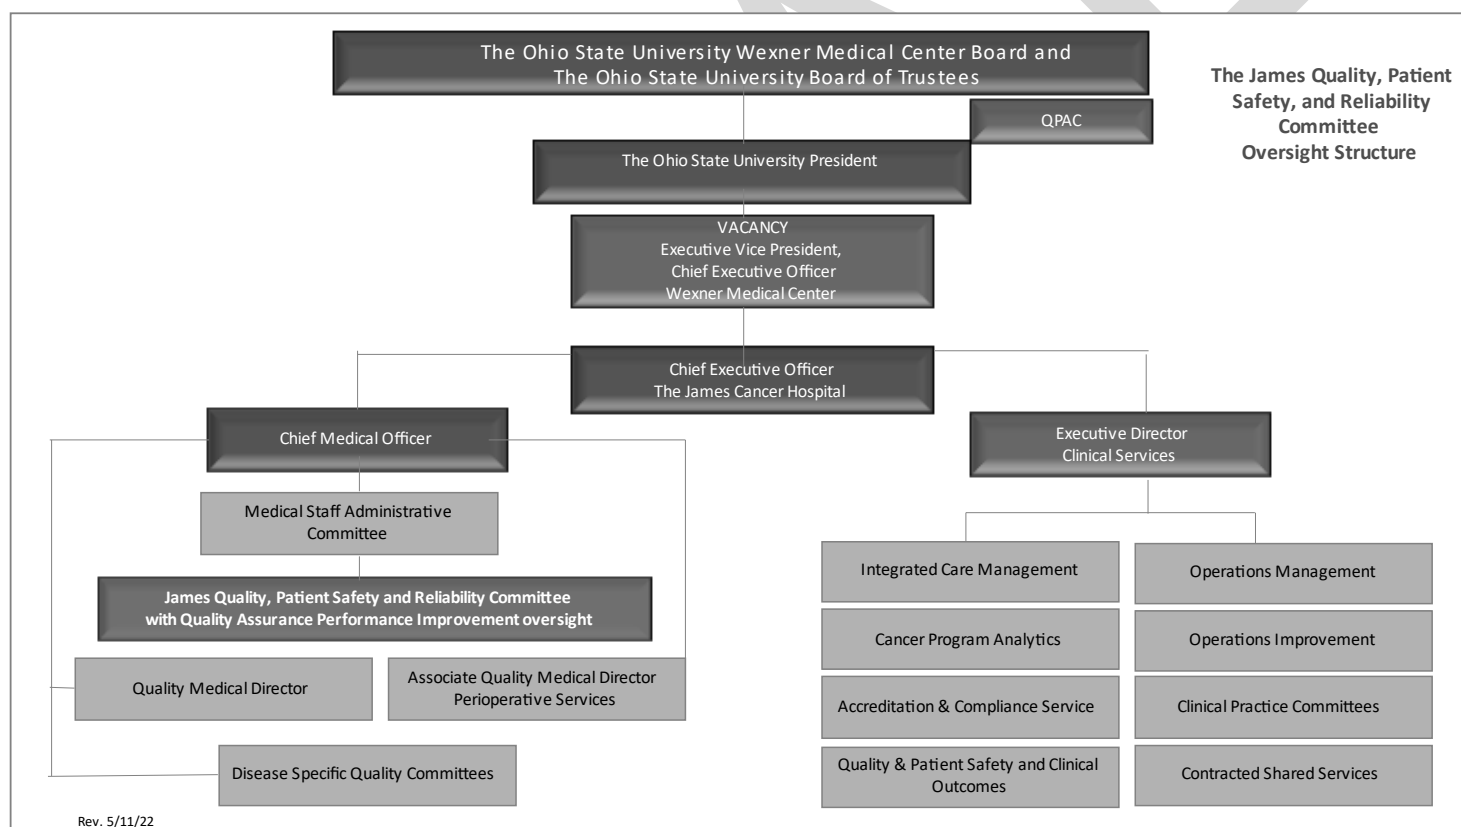 The Ohio State University Wexner Medical Center Board and
The Ohio State University Board of Trustees
The James Quality, Patient
Safety, and Reliability
Committee
Oversight Structure
QPAC
The Ohio State University President
VACANCY
Executive Vice President,
Chief Executive Officer
Wexner Medical Center
Chief Executive Officer
The James Cancer Hospital
Chief Medical Officer
Executive Director
Clinical Services
Medical Staff Administrative
Committee
James Quality, Patient Safety and Reliability Committee
with Quality Assurance Performance Improvement oversight
Quality Medical Director
Associate Quality Medical Director
Perioperative Services
Disease Specific Quality Committees
Integrated Care Management
Operations Management
Cancer Program Analytics
Operations Improvement
Accreditation & Compliance Service
Clinical Practice Committees
Quality & Patient Safety and Clinical
Outcomes
Contracted Shared Services
Rev. 5/11/22